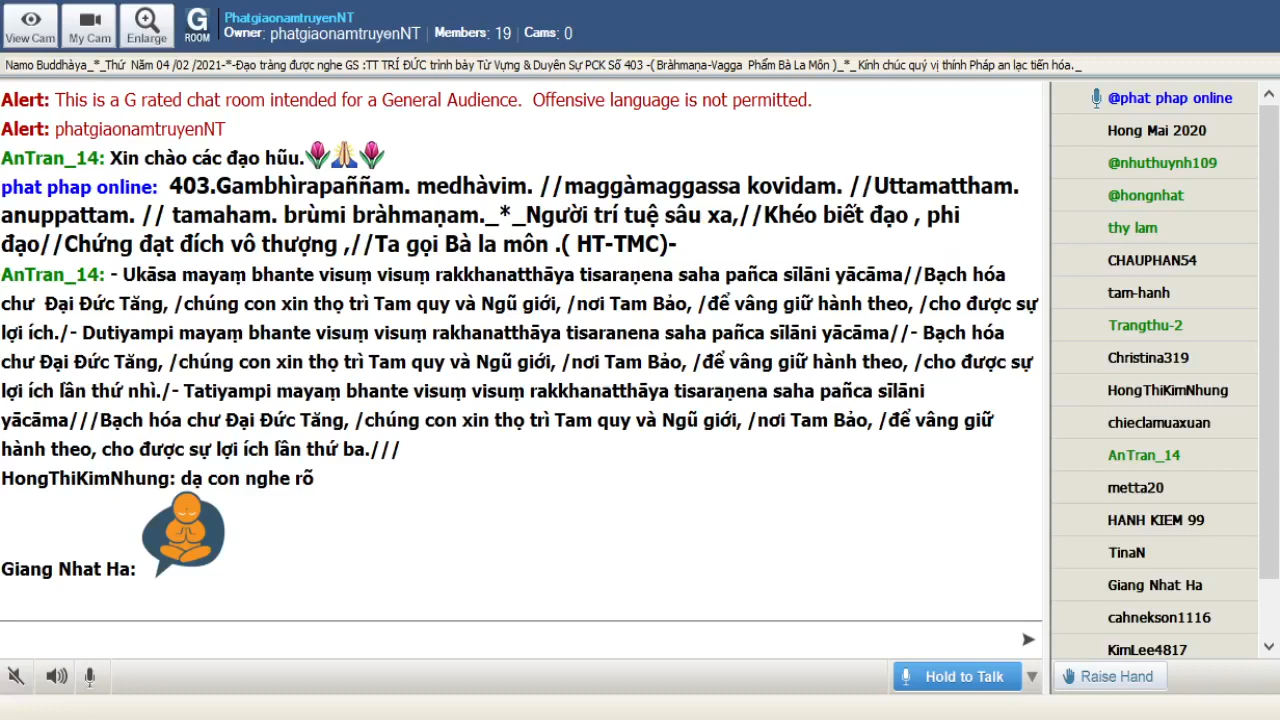 View Cam
My Cam
Enlarge
G
ROOM
PhatgiaonamtruyenNT
Owner: phatgiaonamtruyenNT | Members: 19 | Cams: 0
Namo Buddhàya_*_Thứ Năm 04 /02 /2021-*-Đạo tràng được nghe GS :TT TRÍ ĐỨC trình bày Từ Vựng & Duyên Sự PCK Số 403 -( Bràhmaṇa-Vagga Phẩm Bà La Môn )_*_ Kính chúc quý vị thính Pháp an lạc tiến hóa._
Alert: This is a G rated chat room intended for a General Audience. Offensive language is not permitted.
Alert: phatgiaonamtruyenNT
AnTran_14: Xin chào các đạo hữu.
phat phap online: 403.Gambhìrapaññam. medhàvim. //maggàmaggassa kovidam. //Uttamattham.
anuppattam. // tamaham. brùmi bràhmaṇam._*_Người trí tuệ sâu xa,//Khéo biết đạo , phi
đạo//Chứng đạt đích vô thượng ,//Ta gọi Bà la môn .( HT-TMC)-
AnTran_14: - Ukāsa mayaṃ bhante visuṃ visuṃ rakkhanatthāya tisaraṇena saha pañca sīlāni yācāma//Bạch hóa
chư Đại Đức Tăng, /chúng con xin thọ trì Tam quy và Ngũ giới, /nơi Tam Bảo, /để vâng giữ hành theo, /cho được sự
lợi ích./- Dutiyampi mayaṃ bhante visuṃ visuṃ rakhanatthāya tisaranena saha pañca sīlāni yācāma//- Bạch hóa
chư Đại Đức Tăng, /chúng con xin thọ trì Tam quy và Ngũ giới, /nơi Tam Bảo, /để vâng giữ hành theo, /cho được sự
lợi ích lần thứ nhì./- Tatiyampi mayaṃ bhante visuṃ visuṃ rakkhanatthāya tisaraṇena saha pañca sīlāni
yācāma///Bạch hóa chư Đại Đức Tăng, /chúng con xin thọ trì Tam quy và Ngũ giới, /nơi Tam Bảo, /để vâng giữ
hành theo, cho được sự lợi ích lần thứ ba.///
HongThiKimNhung: dạ con nghe rõ
Giang Nhat Ha:
Hold to Talk
@phat phap online
Hong Mai 2020
@nhuthuynh109
@hongnhat
thy lam
CHAUPHAN54
tam-hanh
Trangthu-2
Christina319
HongThiKimNhung
chieclamuaxuan
AnTran_14
metta20
HANH KIEM 99
TinaN
Giang Nhat Ha
cahnekson1116
KimLee4817
Raise Hand